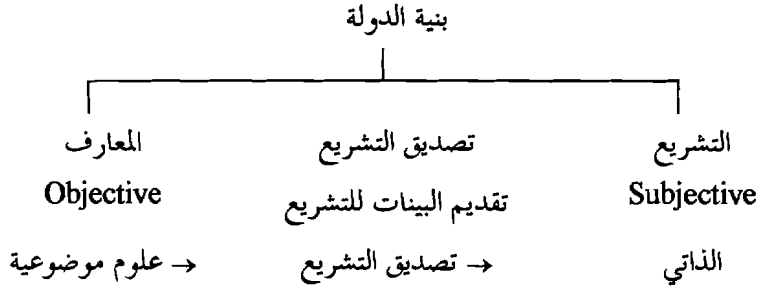 بنية الدولة
التشريع تصديق التشريع المعارف
Subjective تقديم البينات للتشريع Objective
الذاتي → تصديق التشريع → علوم موضوعية